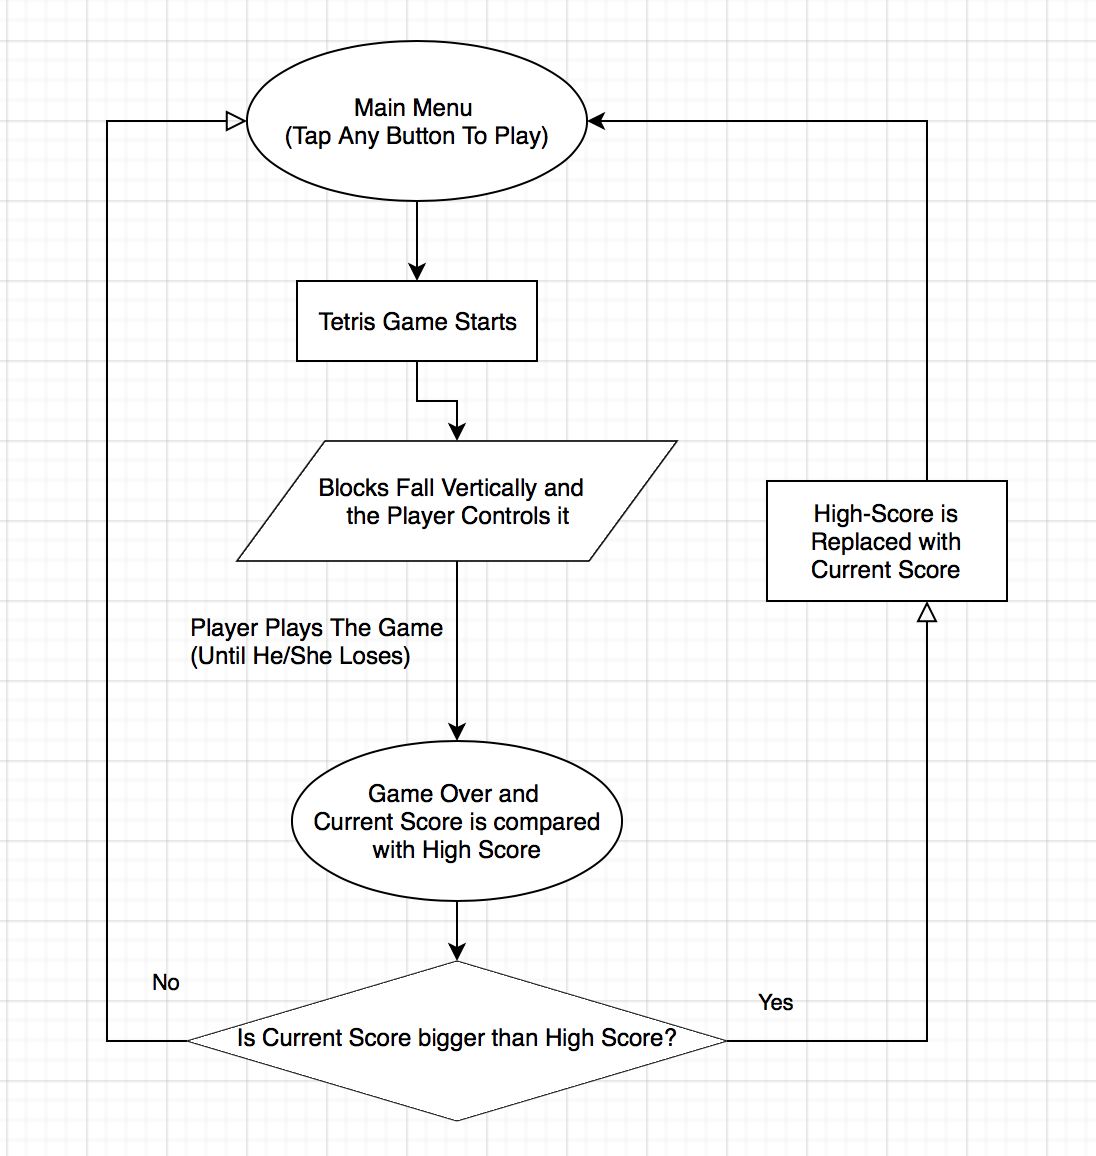 Main Menu
(Tap Any Button To Play)
Tetris Game Starts
Blocks Fall Vertically and
the Player Controls it
High-Score is
Replaced with
Current Score
Player Plays The Game
(Until He/She Loses)
Game Over and
Current Score is compared
with High Score
No
Yes
Is Current Score bigger than High Score?